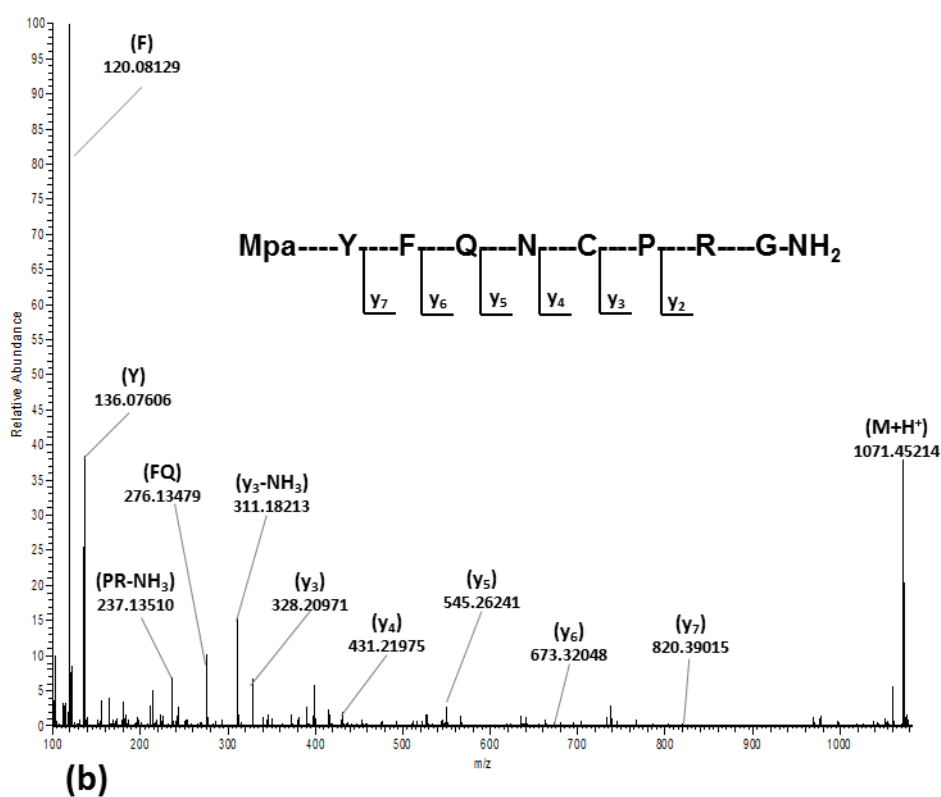 (F)
120.08129
(Y)
136.07606
(FQ)
276.13479
(PR-NH₃)
237.13510
(y₃-NH₃)
311.18213
(y₃)
328.20971
(y₄)
431.21975
(y₅)
545.26241
(y₆)
673.32048
(y₇)
820.39015
(M+H⁺)
1071.45214
Mpa----Y----F----Q----N----C----P----R----G-NH₂
y₇ y₆ y₅ y₄ y₃ y₂
Relative Abundance
100
95
90
85
80
75
70
65
60
55
50
45
40
35
30
25
20
15
10
5
0
100 200 300 400 500 600 700 800 900 1000
m/z
(b)